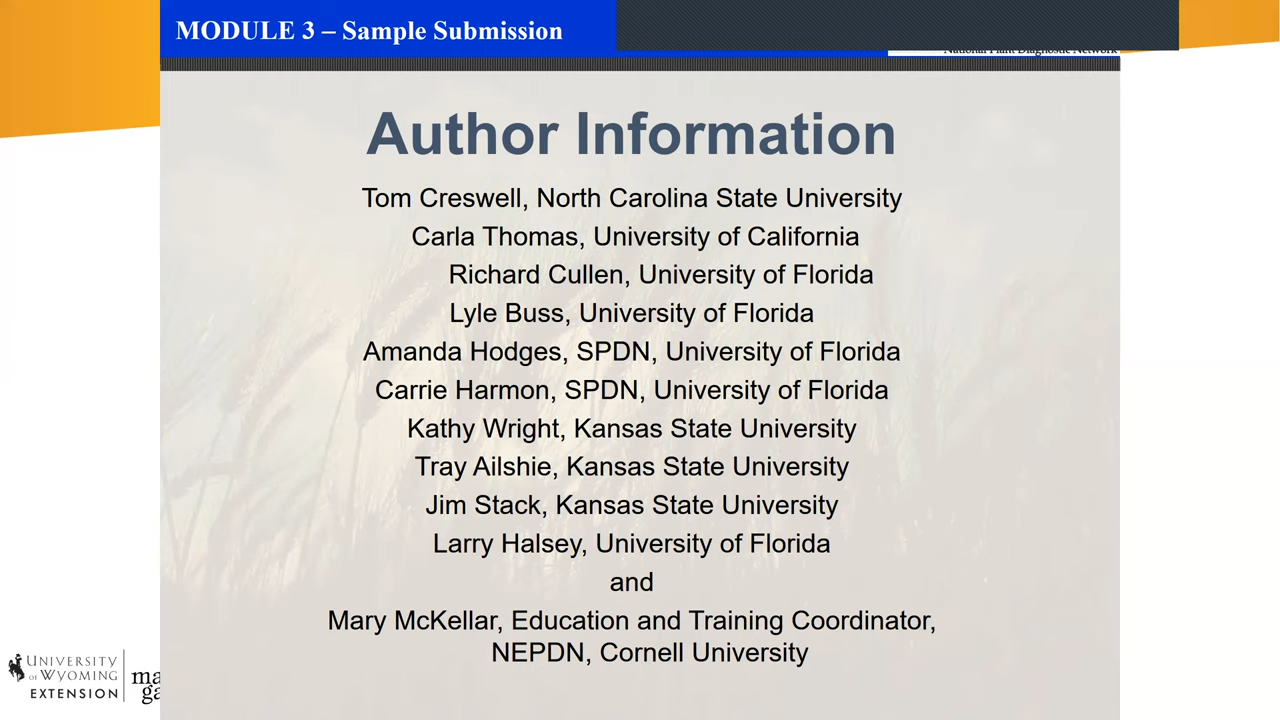 MODULE 3 – Sample Submission
National Plant Diagnostic Network
Author Information
Tom Creswell, North Carolina State University
Carla Thomas, University of California
Richard Cullen, University of Florida
Lyle Buss, University of Florida
Amanda Hodges, SPDN, University of Florida
Carrie Harmon, SPDN, University of Florida
Kathy Wright, Kansas State University
Tray Ailshie, Kansas State University
Jim Stack, Kansas State University
Larry Halsey, University of Florida
and
Mary McKellar, Education and Training Coordinator,
NEPDN, Cornell University
UNIVERSITY
OF WYOMING
EXTENSION
ma
ga